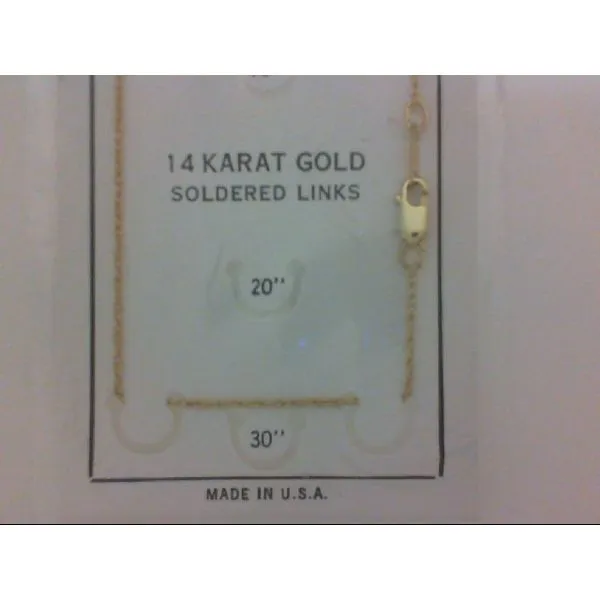 14 KARAT GOLD
SOLDERED LINKS
20''
30''
MADE IN U.S.A.